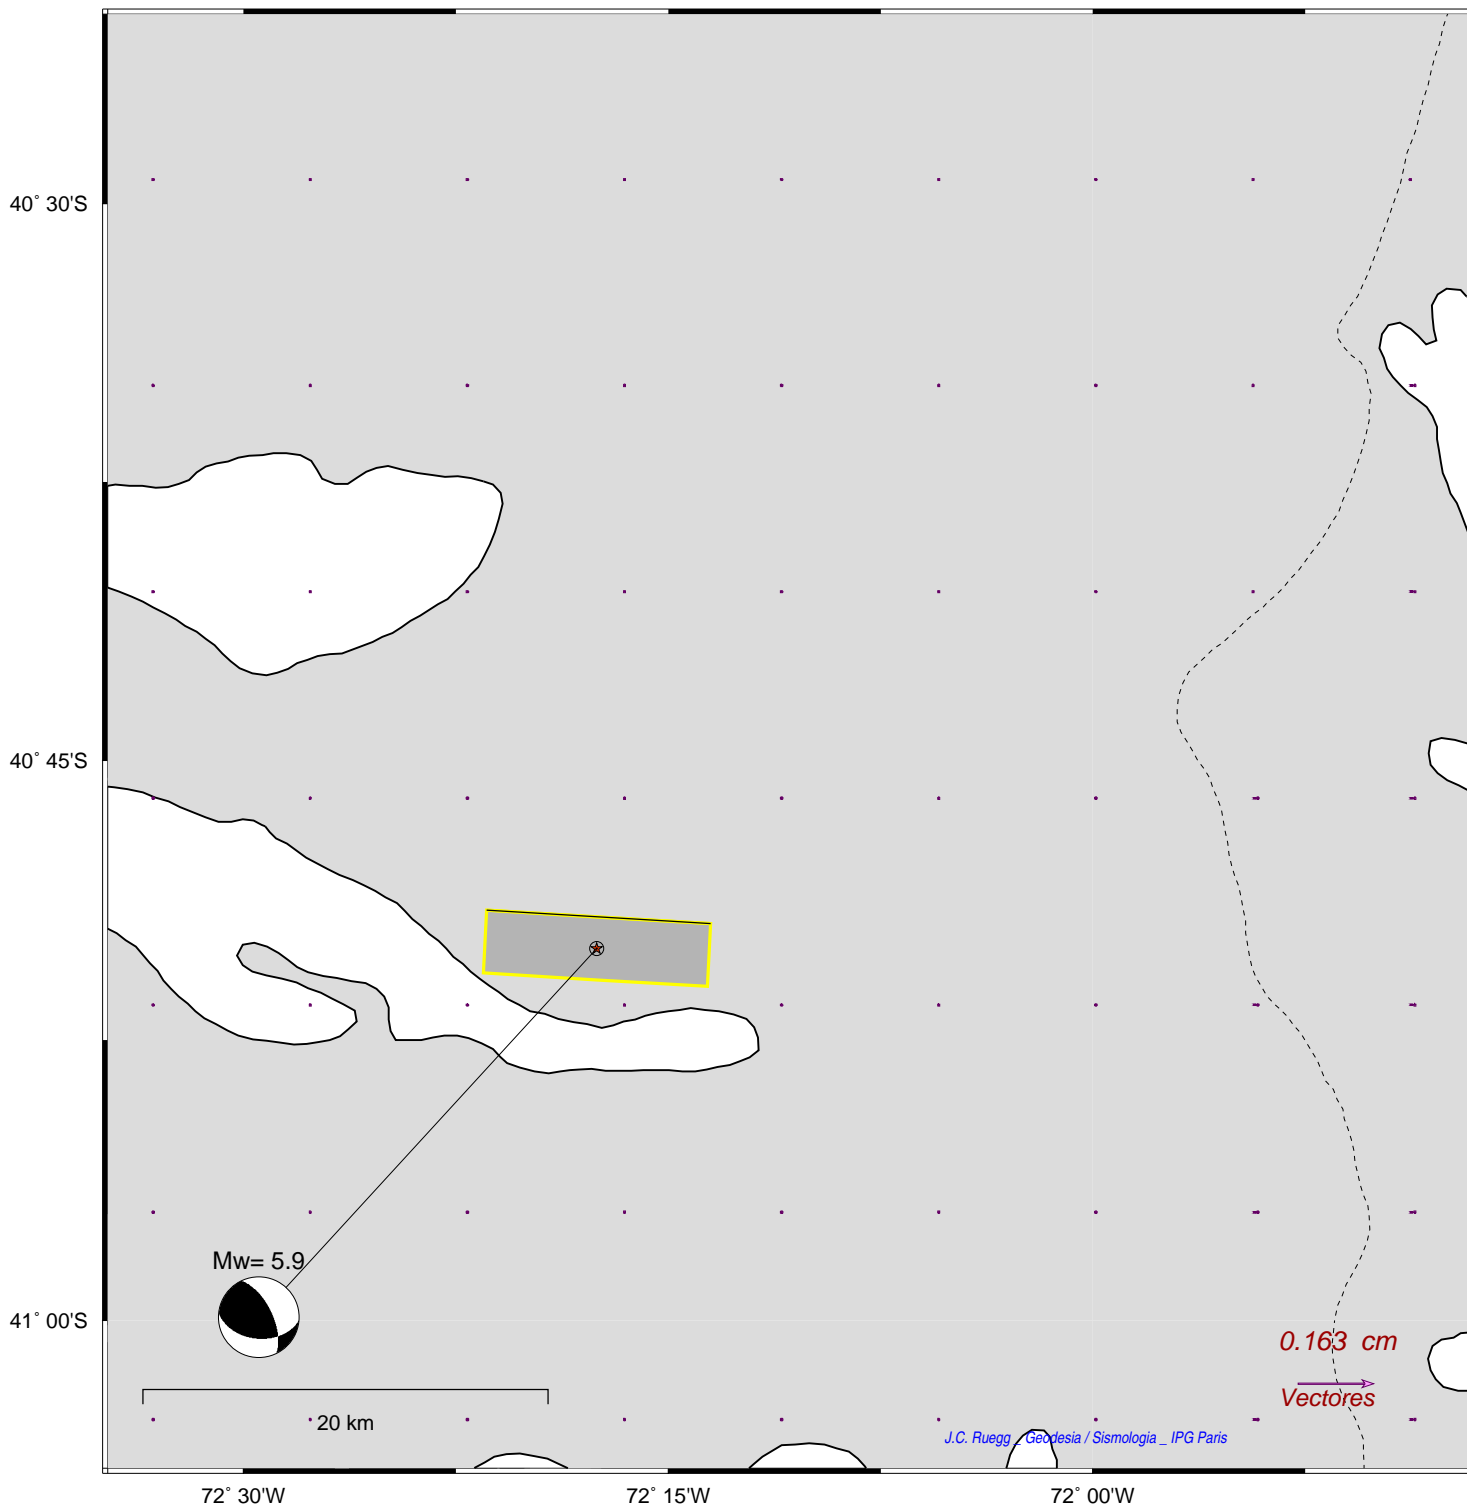 40° 30'S
40° 45'S
Mw= 5.9
41° 00'S
0.163 cm
Vectores
20 km
J.C. Ruegg _ Geodesia / Sismologia _ IPG Paris
72° 30'W
72° 15'W
72° 00'W